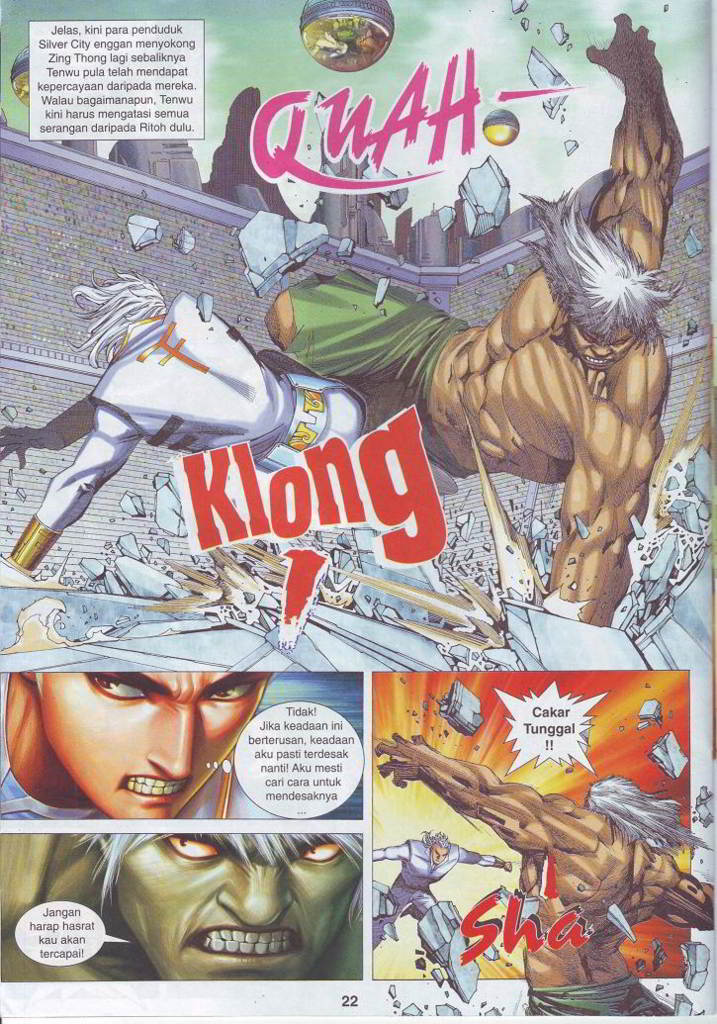 Jelas, kini para penduduk
Silver City enggan menyokong
Zing Thong lagi sebaliknya
Tenwu pula telah mendapat
kepercayaan daripada mereka.
Walau bagaimanapun, Tenwu
kini harus mengatasi semua
serangan daripada Ritoh dulu.
QUAH-
Klong
!
Tidak!
Jika keadaan ini
berterusan, keadaan
aku pasti terdesak
nanti! Aku mesti
cari cara untuk
mendesaknya
...
...
Jangan
harap hasrat
kau akan
tercapai!
Cakar
Tunggal
!!
Sha
!
22